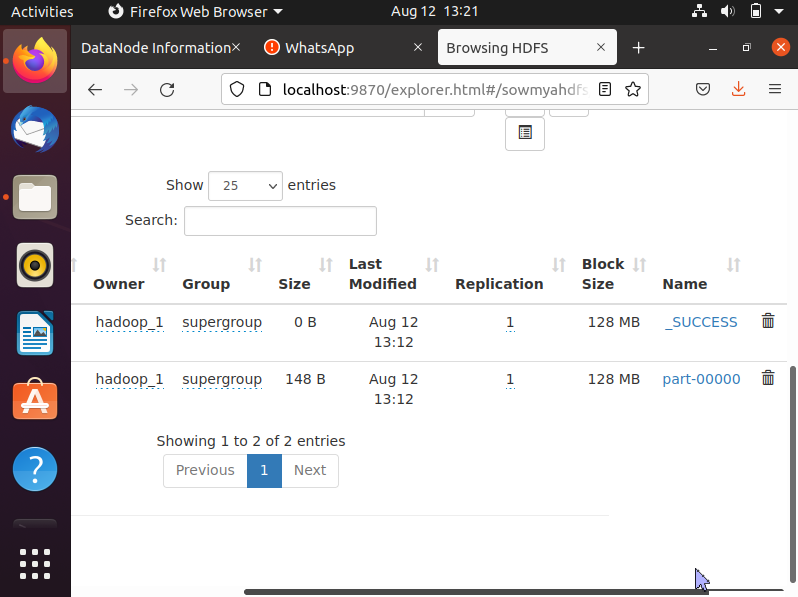 Activities
Firefox Web Browser
Aug 12 13:21
DataNode Information
WhatsApp
Browsing HDFS
localhost:9870/explorer.html#/sowmyahdfs
Show 25 entries
Search:
Owner Group Size Last Modified Replication Block Size Name
hadoop_1 supergroup 0 B Aug 12 13:12 1 128 MB _SUCCESS
hadoop_1 supergroup 148 B Aug 12 13:12 1 128 MB part-00000
Showing 1 to 2 of 2 entries
Previous 1 Next